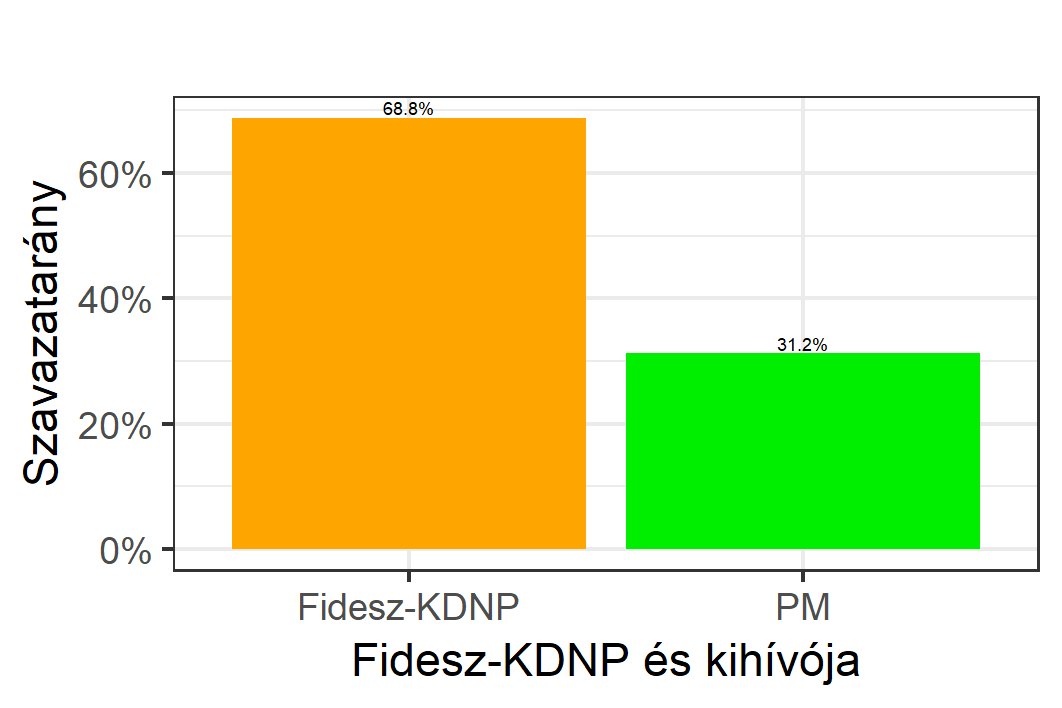 68.8%
31.2%
60%
40%
20%
0%
Szavazatarány
Fidesz-KDNP
PM
Fidesz-KDNP és kihívója